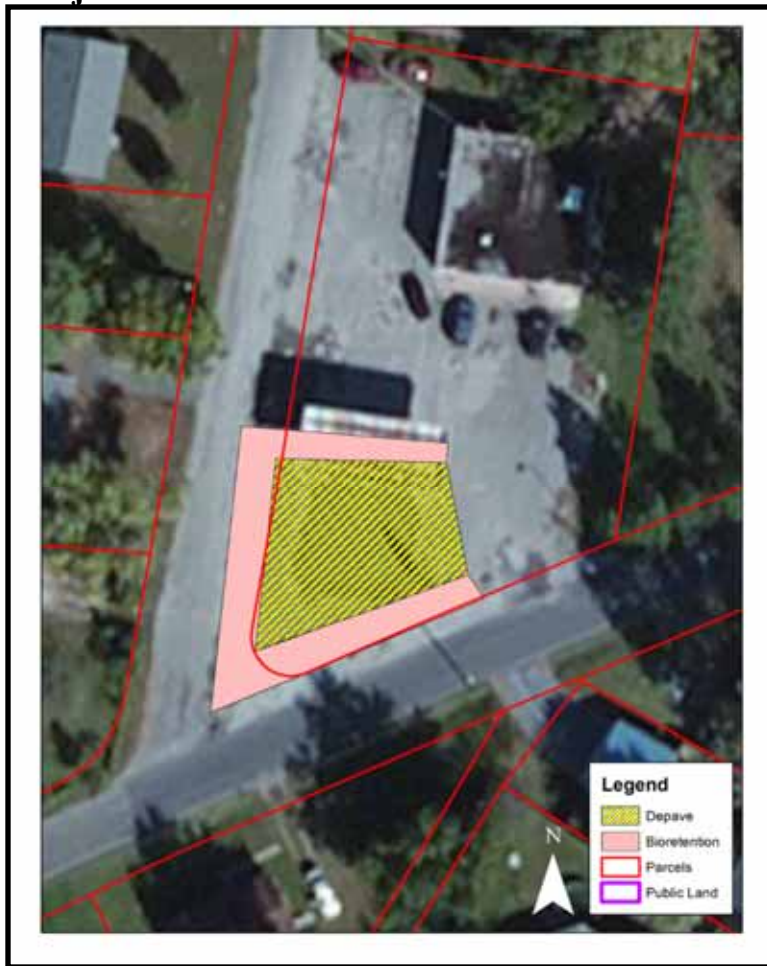 Legend
Depave
Bioretention
Parcels
Public Land
N